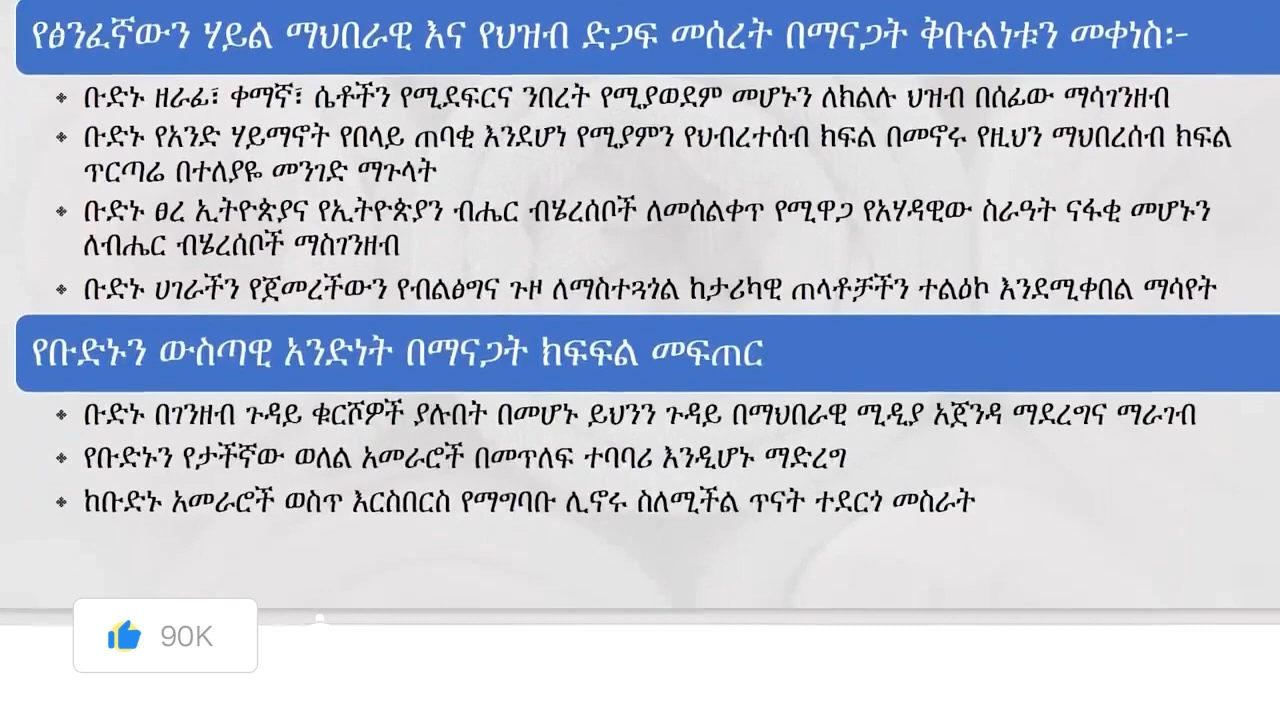 የፅንፈኛውን ሃይል ማህበራዊ እና የህዝብ ድጋፍ መሰረት በማናጋት ቅቡልነቱን መቀነስ፡-
ቡድኑ ዘራፊ፣ ቀማኛ፣ ሴቶችን የሚደፍርና ንበረት የሚያወደም መሆኑን ለክልሉ ህዝብ በሰፊው ማሳገንዘብ
ቡድኑ የአንድ ሃይማኖት የበላይ ጠባቂ እንደሆነ የሚያምን የህብረተሰብ ክፍል በመኖሩ የዚህን ማህበረሰብ ክፍል
ጥርጣሬ በተለያዬ መንገድ ማጉላት
ቡድኑ ፀረ ኢትዮጵያና የኢትዮጵያን ብሔር ብሄረሰቦች ለመሰልቀጥ የሚዋጋ የአሃዳዊው ስራዓት ናፋቂ መሆኑን
ለብሔር ብሄረሰቦች ማስገንዘብ
ቡድኑ ሀገራችን የጀመረችውን የብልፅግና ጉዞ ለማስተጓጎል ከታሪካዊ ጠላቶቻችን ተልዕኮ እንደሚቀበል ማሳየት
የቡድኑን ውስጣዊ አንድነት በማናጋት ክፍፍል መፍጠር
ቡድኑ በገንዘብ ጉዳይ ቁርሾዎች ያሉበት በመሆኑ ይህንን ጉዳይ በማህበራዊ ሚዲያ አጀንዳ ማደረግና ማራገብ
የቡድኑን የታችኛው ወለል አመራሮች በመጥለፍ ተባባሪ እንዲሆኑ ማድረግ
ከቡድኑ አመራሮች ወስጥ እርስበርስ የማግባቡ ሊኖሩ ስለሚችል ጥናት ተደርጎ መስራት
90K